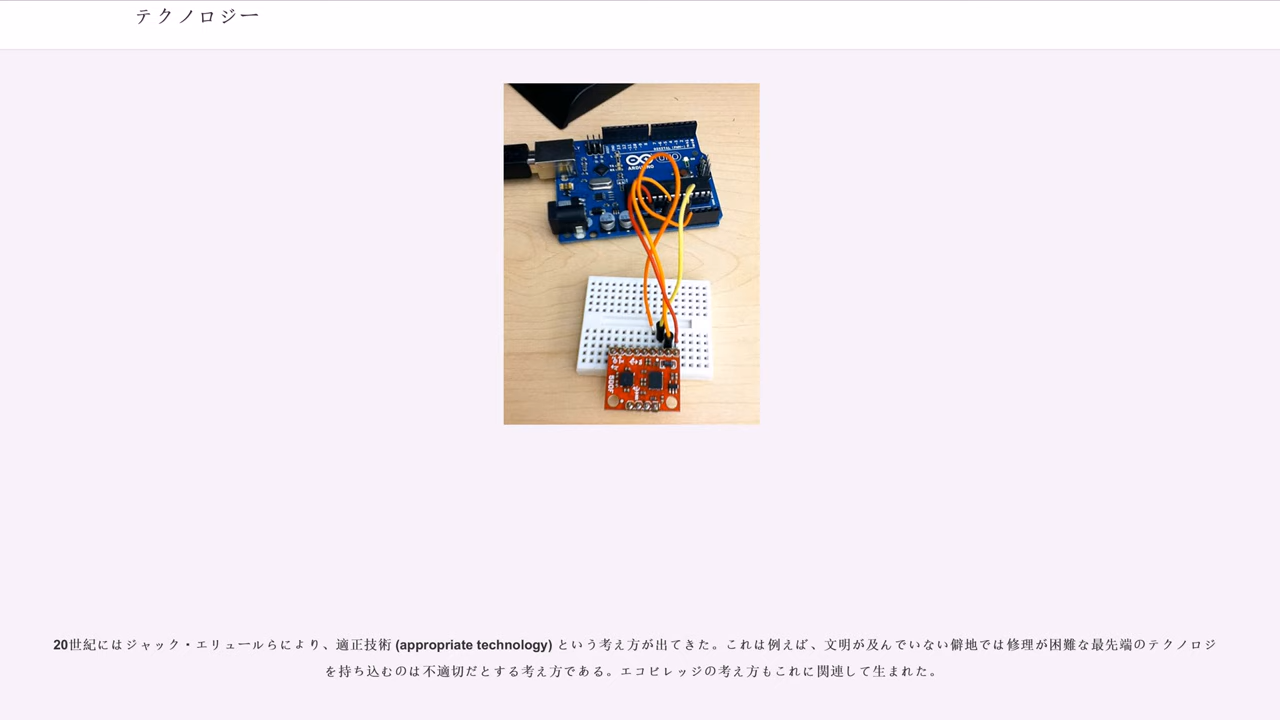 テクノロジー
ARDUINO
UNO
20世紀にはジャック・エリュールらにより、適正技術 (appropriate technology) という考え方が出てきた。これは例えば、文明が及んでいない僻地では修理が困難な最先端のテクノロジ
を持ち込むのは不適切だとする考え方である。エコビレッジの考え方もこれに関連して生まれた。